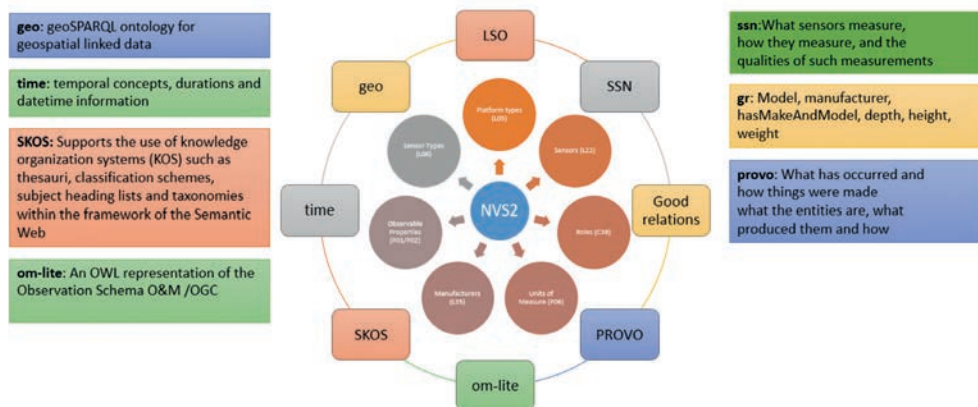 geo: geoSPARQL ontology for
geospatial linked data
time: temporal concepts, durations and
datetime information
SKOS: Supports the use of knowledge
organization systems (KOS) such as
thesauri, classification schemes,
subject heading lists and taxonomies
within the framework of the Semantic
Web
om-lite: An OWL representation of the
Observation Schema O&M /OGC
LSO
geo
SSN
time
Good
relations
SKOS
PROVO
om-lite
NVS2
Platform types
(L05)
Sensor Types
Sensors (L22)
Observable
Properties
(P01/P02)
Roles (C38)
Manufacturers
(L35)
Units of
Measure (P06)
ssn:What sensors measure,
how they measure, and the
qualities of such measurements
gr: Model, manufacturer,
hasMakeAndModel, depth, height,
weight
provo: What has occurred and
how things were made
what the entities are, what
produced them and how